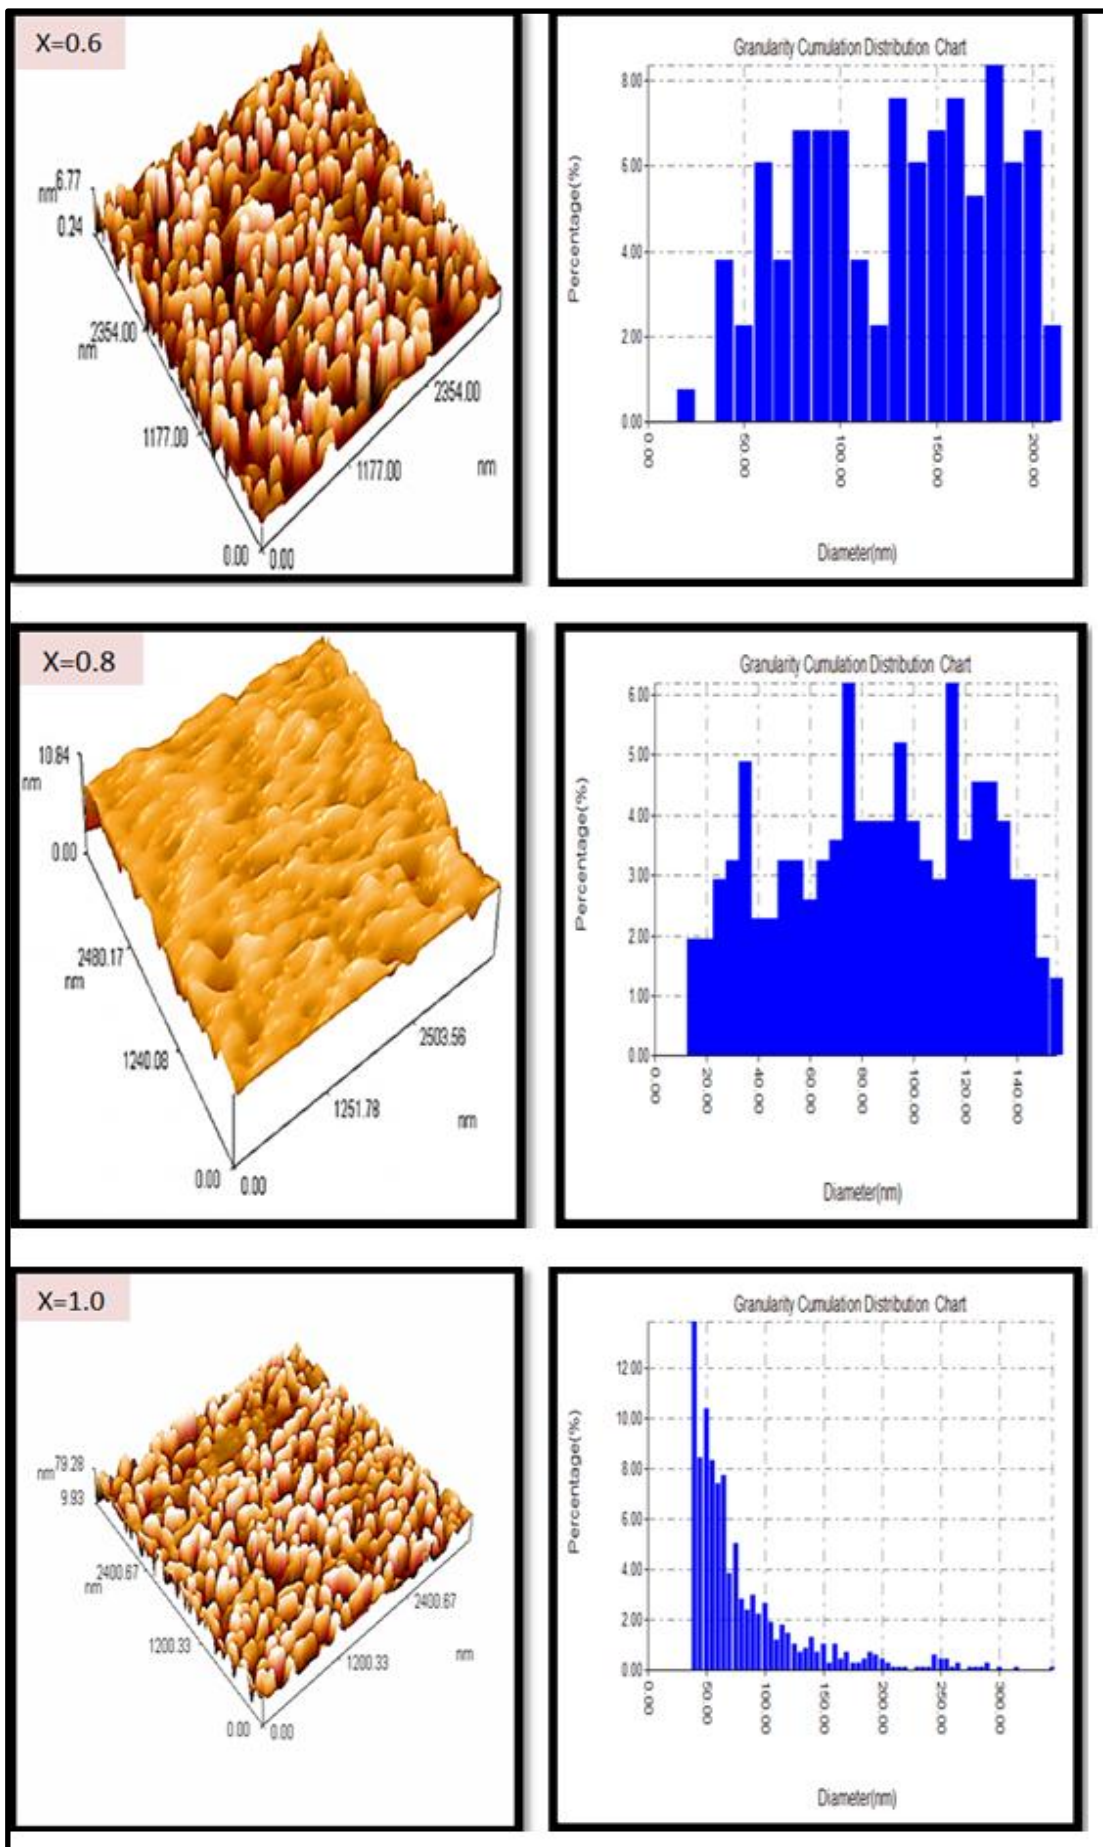 X=0.6
nm 6.77
0.24
2354.00
nm
1177.00
0.00
0.00
1177.00
2354.00
nm
Granularity Cumulation Distribution Chart
Percentage(%)
8.00
6.00
4.00
2.00
0.00
0.00
50.00
100.00
150.00
200.00
Diameter(nm)
X=0.8
10.84
nm
0.00
2480.17
nm
1240.08
0.00
0.00
1251.78
2503.56
nm
Granularity Cumulation Distribution Chart
Percentage(%)
6.00
5.00
4.00
3.00
2.00
1.00
0.00
0.00
20.00
40.00
60.00
80.00
100.00
120.00
140.00
Diameter(nm)
X=1.0
nm 79.28
9.93
2400.67
nm
1200.33
0.00
0.00
1200.33
2400.67
nm
Granularity Cumulation Distribution Chart
Percentage(%)
12.00
10.00
8.00
6.00
4.00
2.00
0.00
0.00
50.00
100.00
150.00
200.00
250.00
300.00
Diameter(nm)